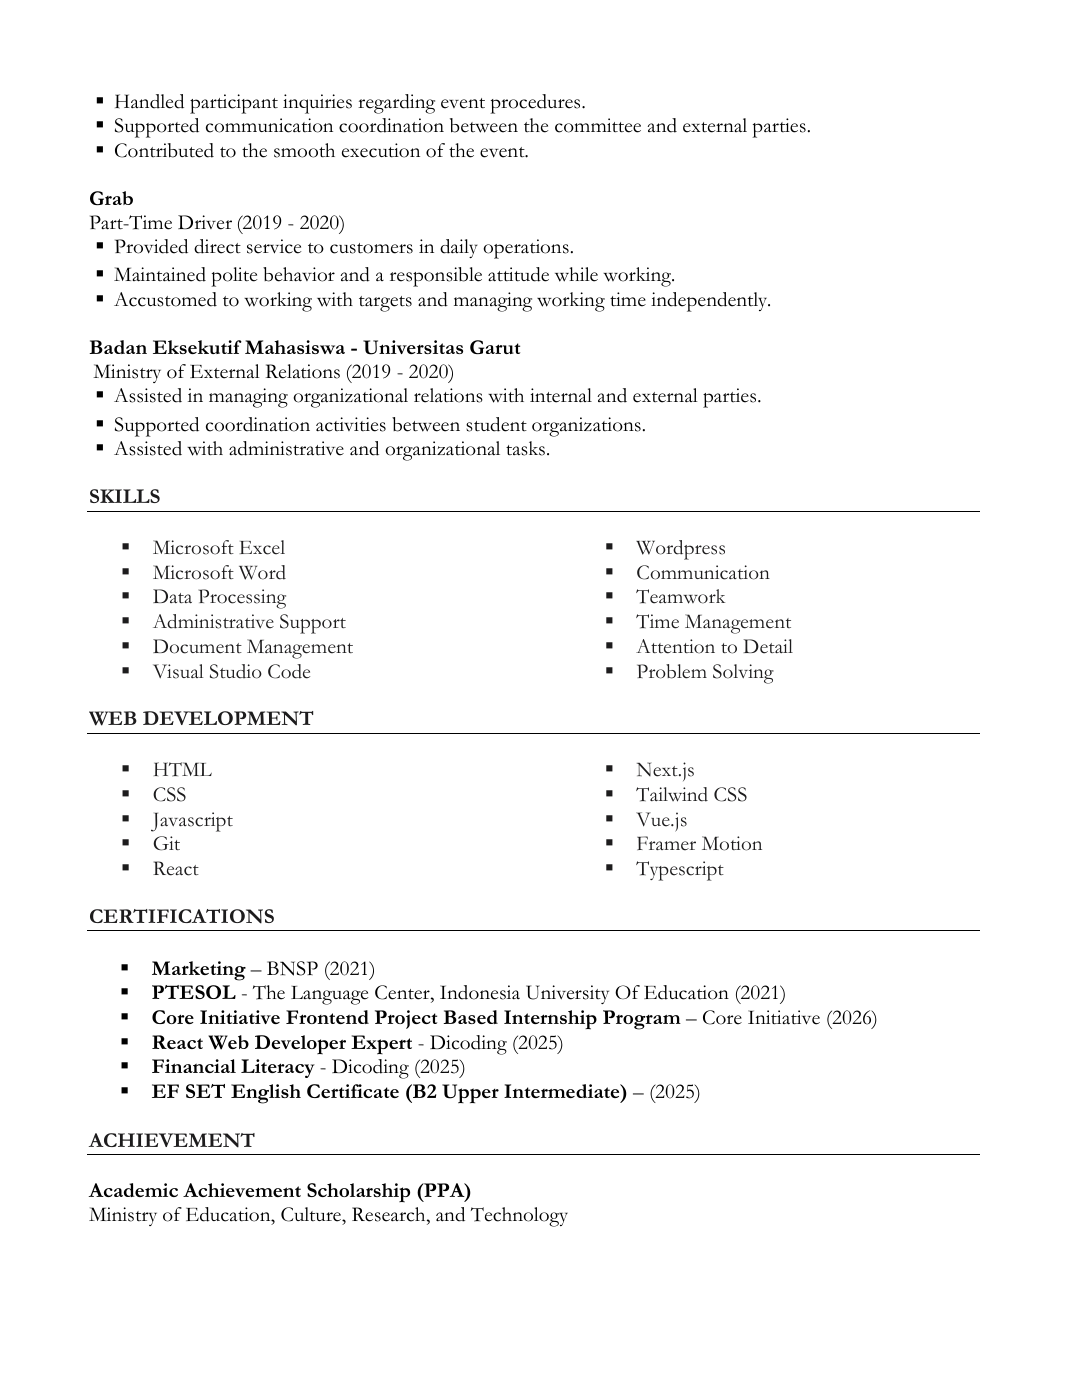 ▪ Handled participant inquiries regarding event procedures.
▪ Supported communication coordination between the committee and external parties.
▪ Contributed to the smooth execution of the event.
Grab
Part-Time Driver (2019 - 2020)
▪ Provided direct service to customers in daily operations.
▪ Maintained polite behavior and a responsible attitude while working.
▪ Accustomed to working with targets and managing working time independently.
Badan Eksekutif Mahasiswa - Universitas Garut
Ministry of External Relations (2019 - 2020)
▪ Assisted in managing organizational relations with internal and external parties.
▪ Supported coordination activities between student organizations.
▪ Assisted with administrative and organizational tasks.
SKILLS
▪ Microsoft Excel
▪ Microsoft Word
▪ Data Processing
▪ Administrative Support
▪ Document Management
▪ Visual Studio Code
▪ Wordpress
▪ Communication
▪ Teamwork
▪ Time Management
▪ Attention to Detail
▪ Problem Solving
WEB DEVELOPMENT
▪ HTML
▪ CSS
▪ Javascript
▪ Git
▪ React
▪ Next.js
▪ Tailwind CSS
▪ Vue.js
▪ Framer Motion
▪ Typescript
CERTIFICATIONS
▪ Marketing – BNSP (2021)
▪ PTESOL - The Language Center, Indonesia University Of Education (2021)
▪ Core Initiative Frontend Project Based Internship Program – Core Initiative (2026)
▪ React Web Developer Expert - Dicoding (2025)
▪ Financial Literacy - Dicoding (2025)
▪ EF SET English Certificate (B2 Upper Intermediate) – (2025)
ACHIEVEMENT
Academic Achievement Scholarship (PPA)
Ministry of Education, Culture, Research, and Technology